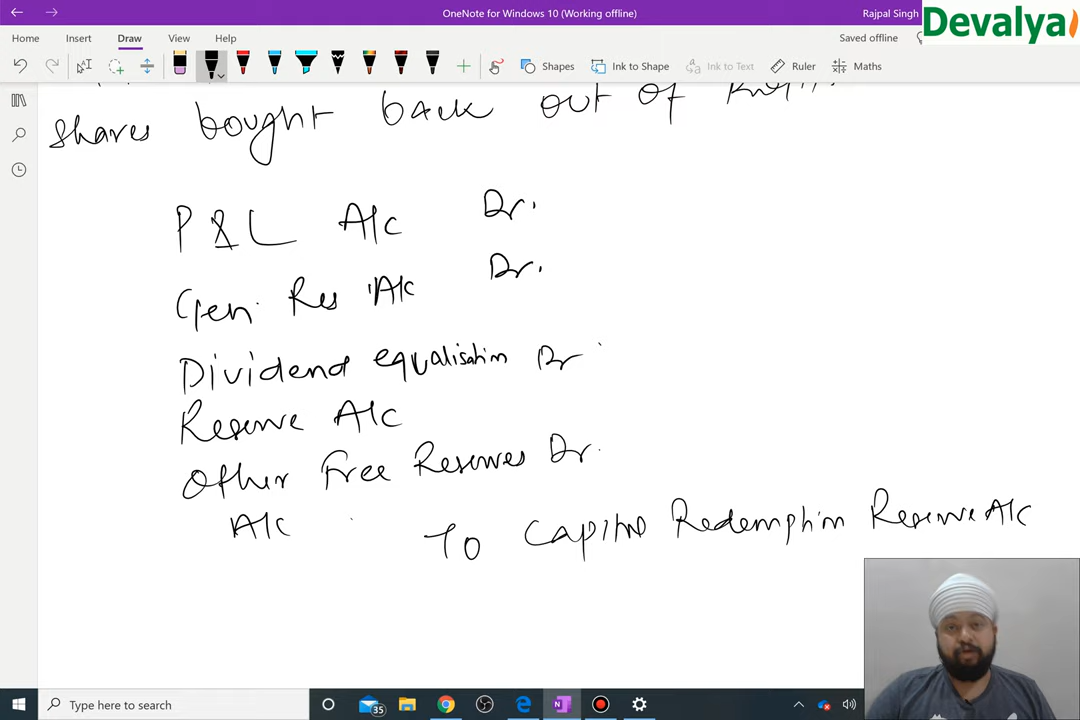 OneNote for Windows 10 (Working offline)
Rajpal Singh
Devalya
Home Insert Draw View Help
Saved offline
Shapes Ink to Shape Ink to Text Ruler Maths
shares bought back out of
P & L A/c Dr.
Gen. Res A/c Dr.
Dividend equalisation Dr
Reserve A/c
Other Free Reserves Dr.
A/c To Capital Redemption Reserve A/c
Type here to search
35